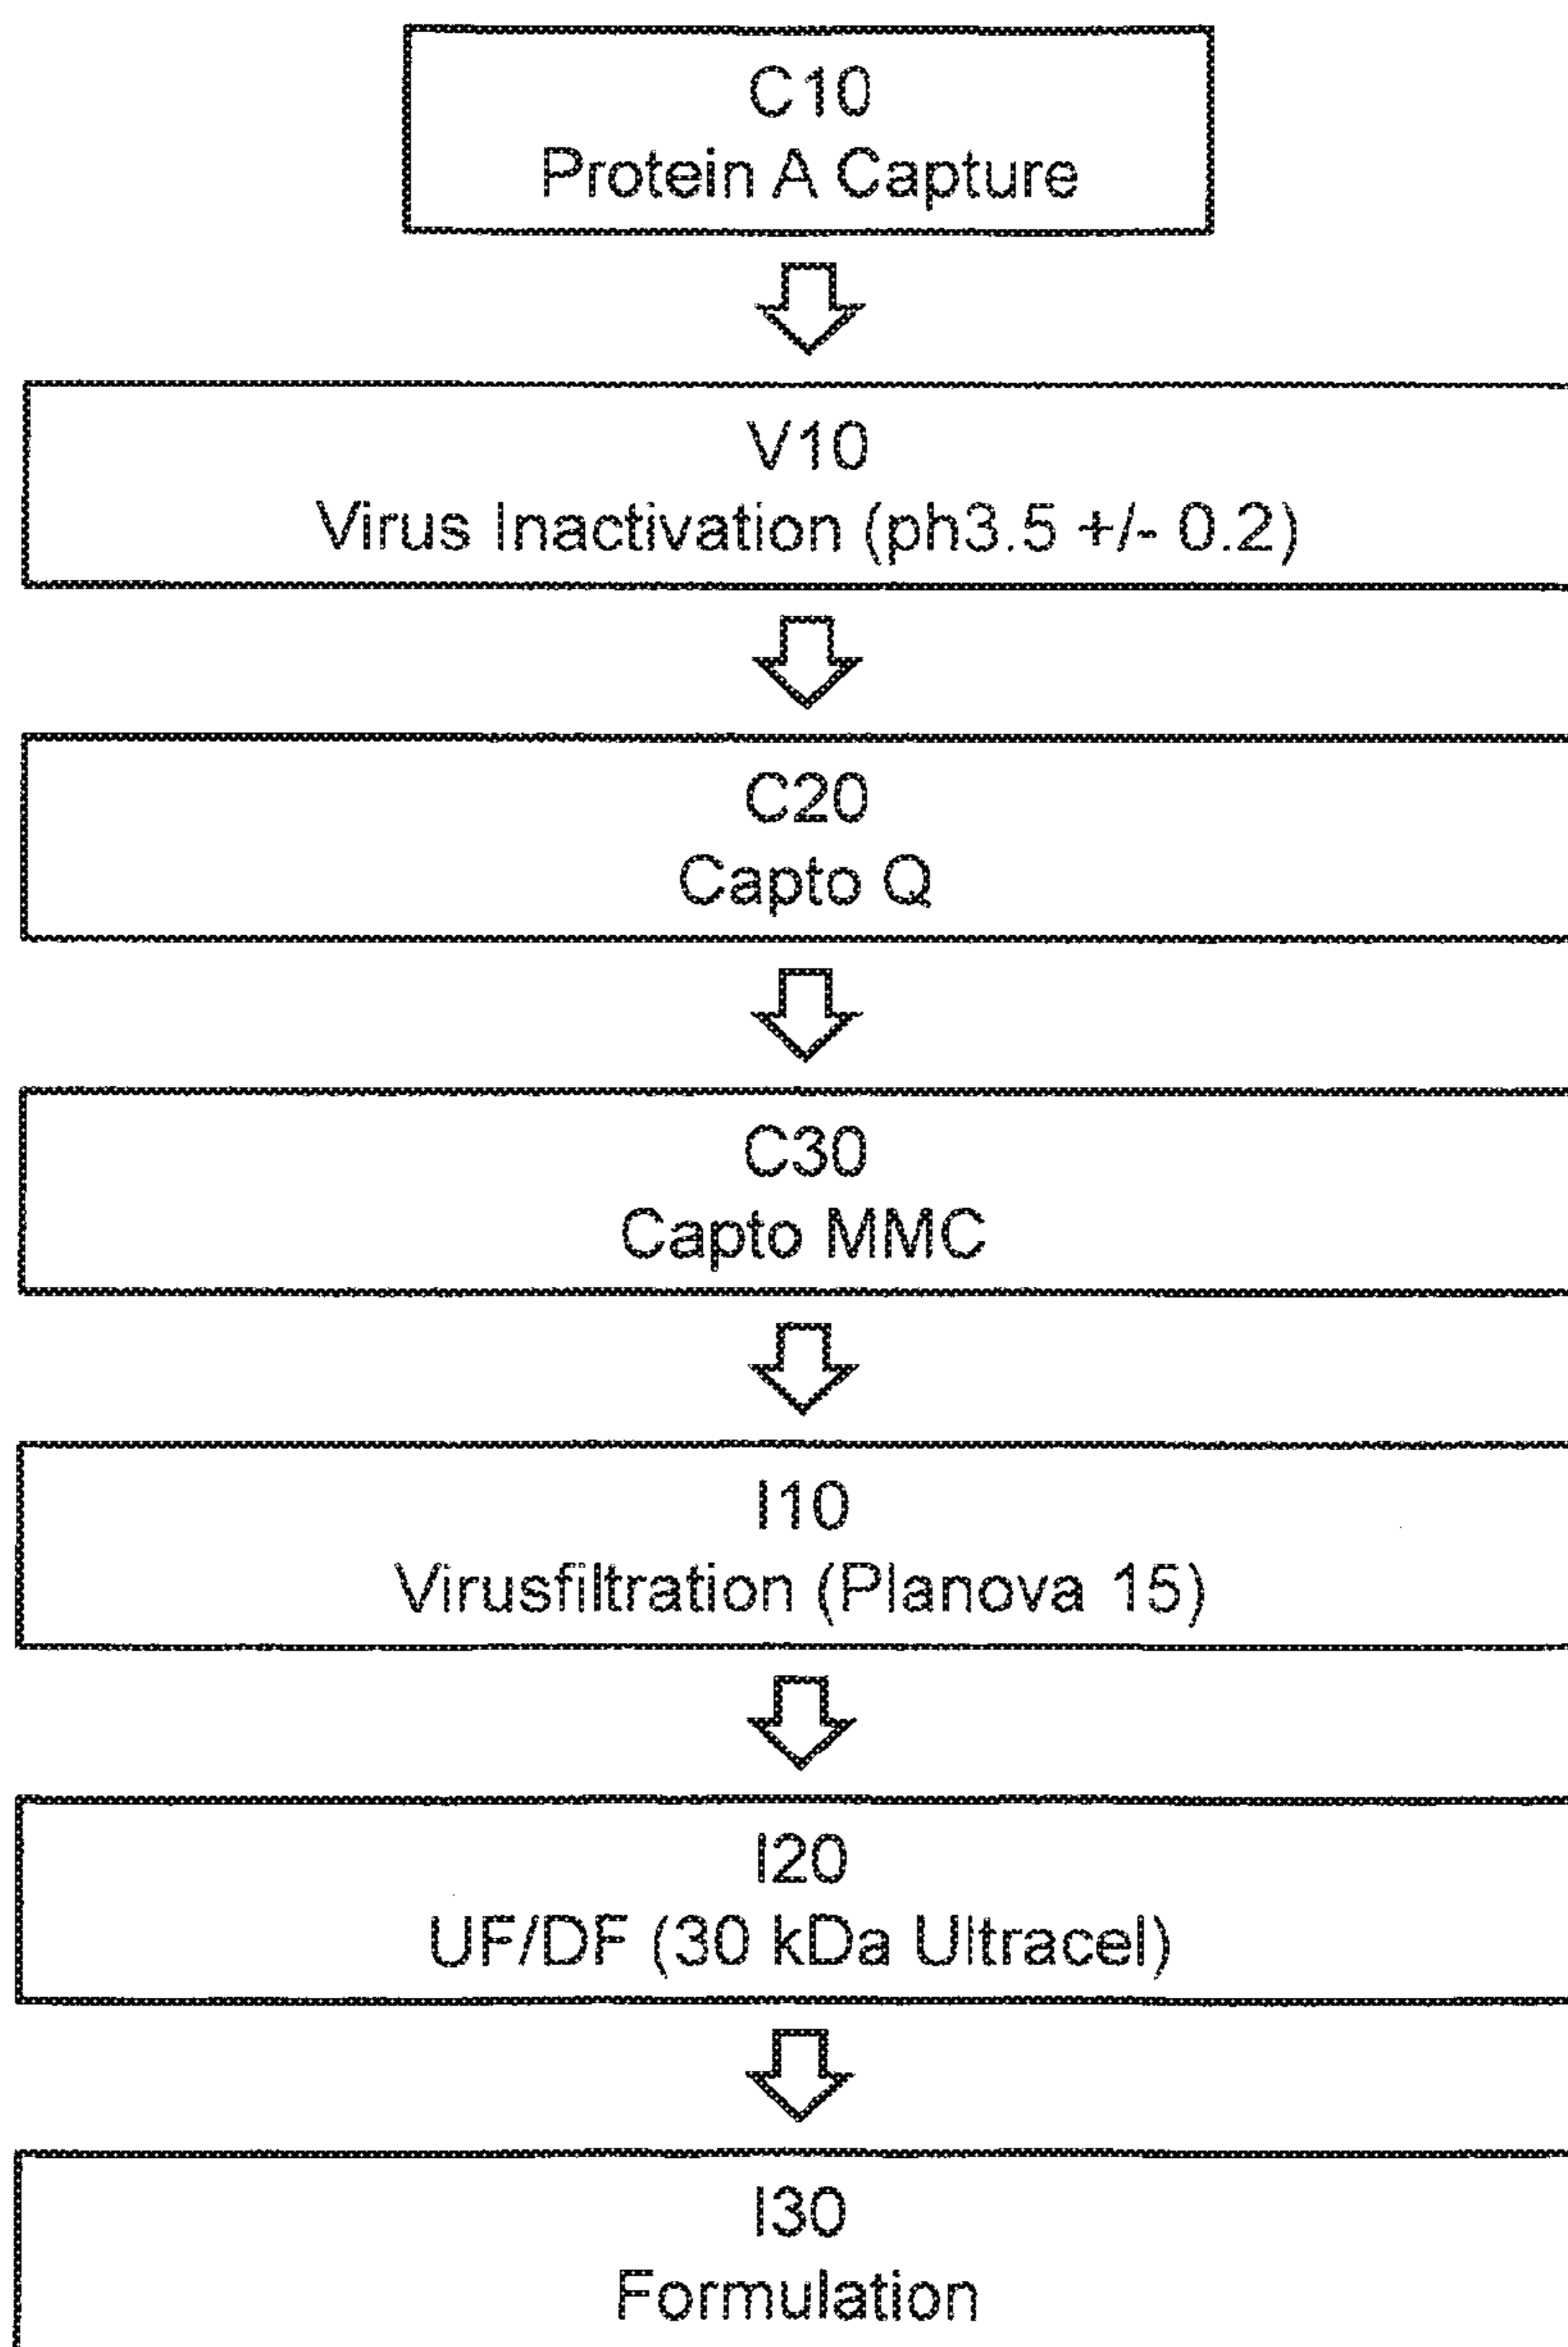 C10
Protein A Capture
V10
Virus Inactivation (ph3.5 +/- 0.2)
C20
Capto Q
C30
Capto MMC
I10
Virusfiltration (Planova 15)
I20
UF/DF (30 kDa Ultracel)
I30
Formulation